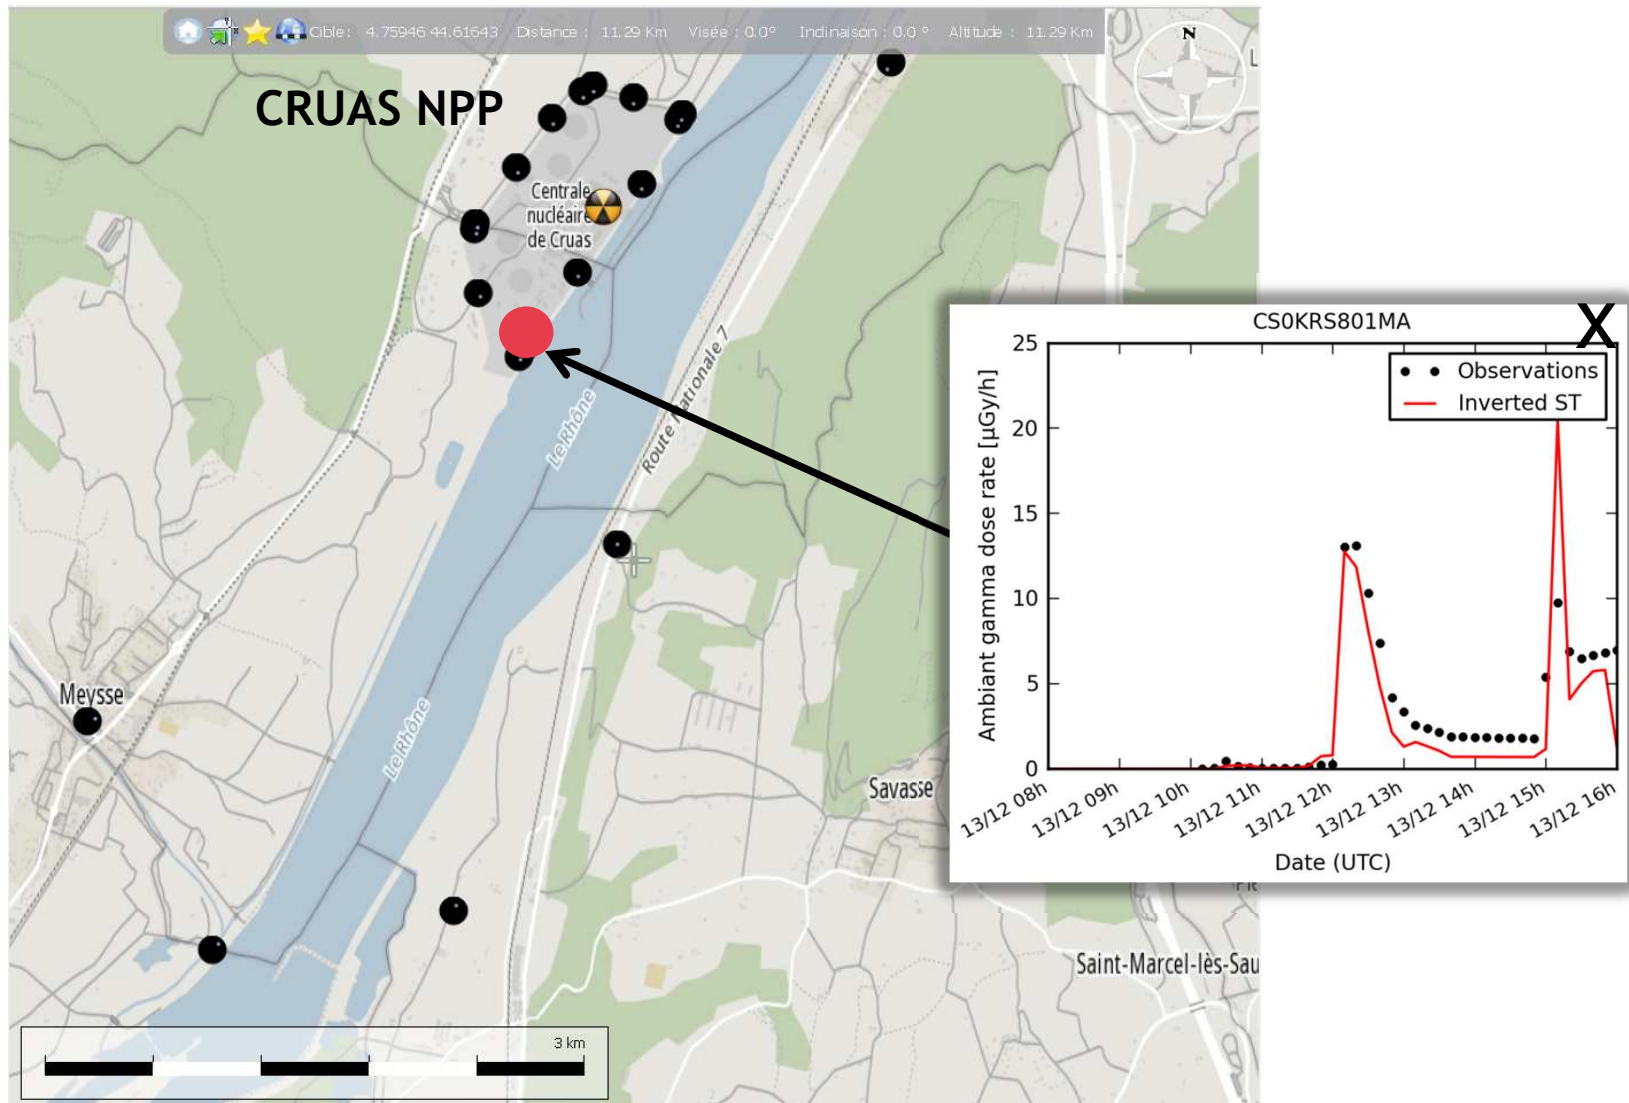 Cible : 4.75946 44.61643 Distance : 11.29 Km Visée : 0.0° Inclinaison : 0.0 ° Altitude : 11.29 Km
N
CRUAS NPP
Centrale
nucléaire
de Cruas
Route Nationale 7
Le Rhône
Meysse
Le Rhône
Savasse
Saint-Marcel-lès-Sau
3 km
X
CS0KRS801MA
Observations
Inverted ST
Ambiant gamma dose rate [µGy/h]
25
20
15
10
5
0
13/12 08h
13/12 09h
13/12 10h
13/12 11h
13/12 12h
13/12 13h
13/12 14h
13/12 15h
13/12 16h
Date (UTC)